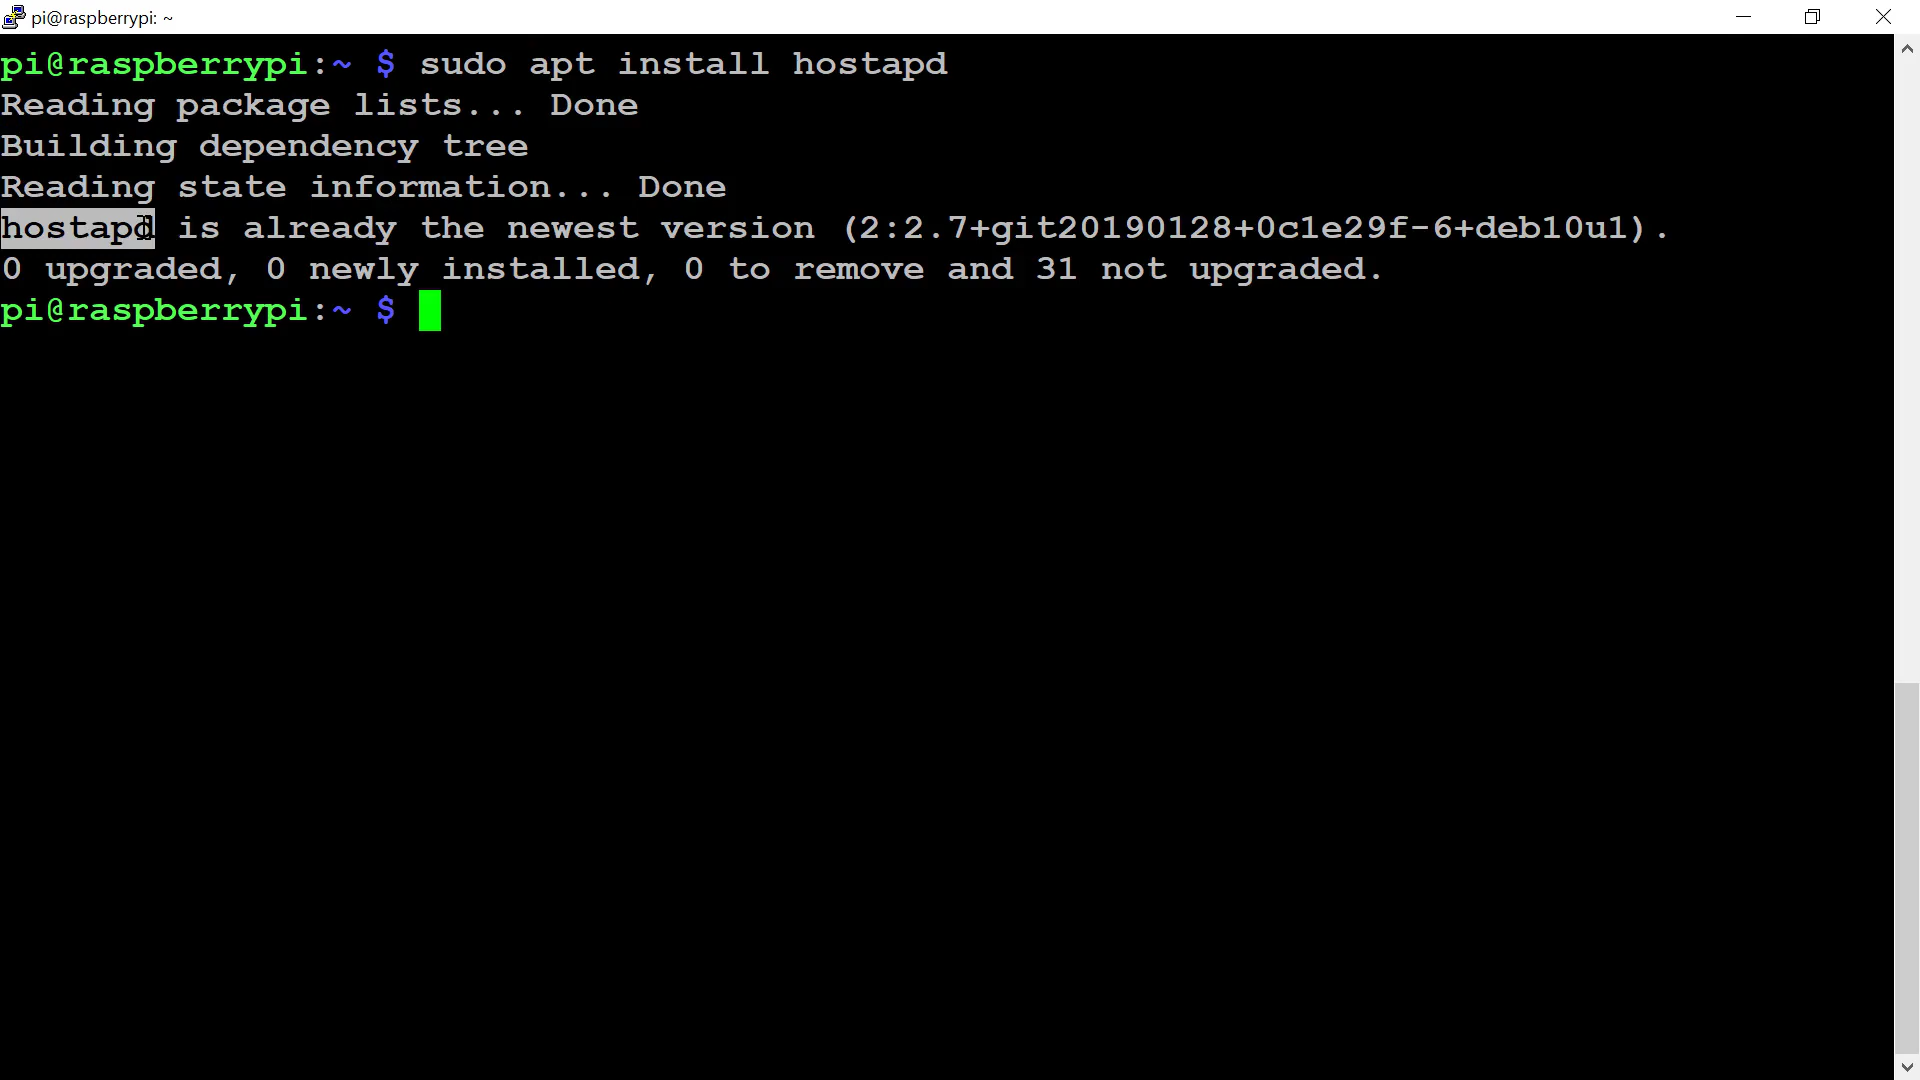 pi@raspberrypi: ~
pi@raspberrypi:~ $ sudo apt install hostapd
Reading package lists... Done
Building dependency tree
Reading state information... Done
hostapd is already the newest version (2:2.7+git20190128+0c1e29f-6+deb10u1).
0 upgraded, 0 newly installed, 0 to remove and 31 not upgraded.
pi@raspberrypi:~ $